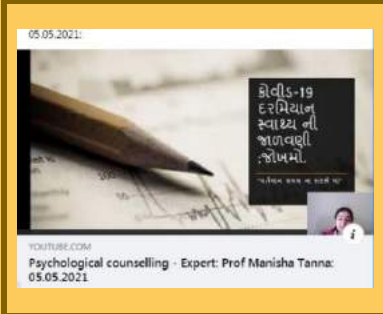 05.05.2021:
કોવીડ-19
દરમિયાન
સ્વાથ્ય ની
જાળવણી
:જોખમો.
YOUTUBE.COM
Psychological counselling - Expert: Prof Manisha Tanna:
05.05.2021